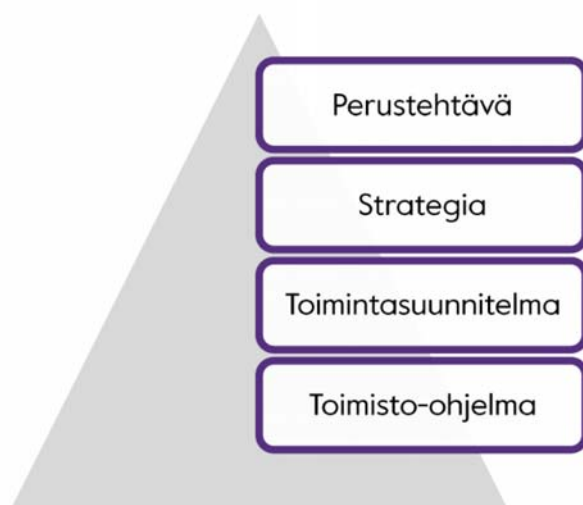 Perustehtävä
Strategia
Toimintasuunnitelma
Toimisto-ohjelma